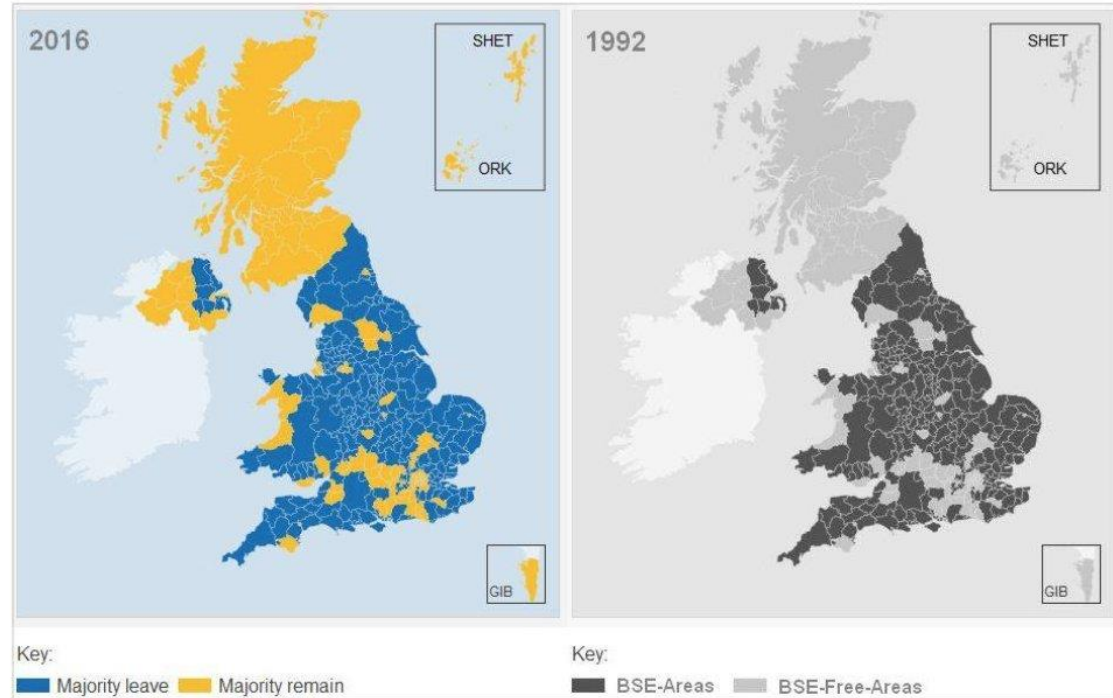 2016
SHET
ORK
GIB
Key:
Majority leave Majority remain
1992
SHET
ORK
GIB
Key:
BSE-Areas BSE-Free-Areas